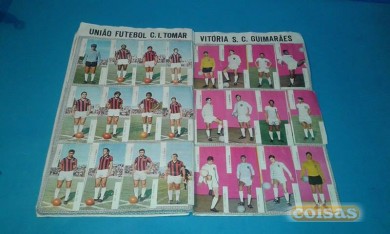 UNIÃO FUTEBOL C.I. TOMAR
VITÓRIA S. C. GUIMARÃES
coisas